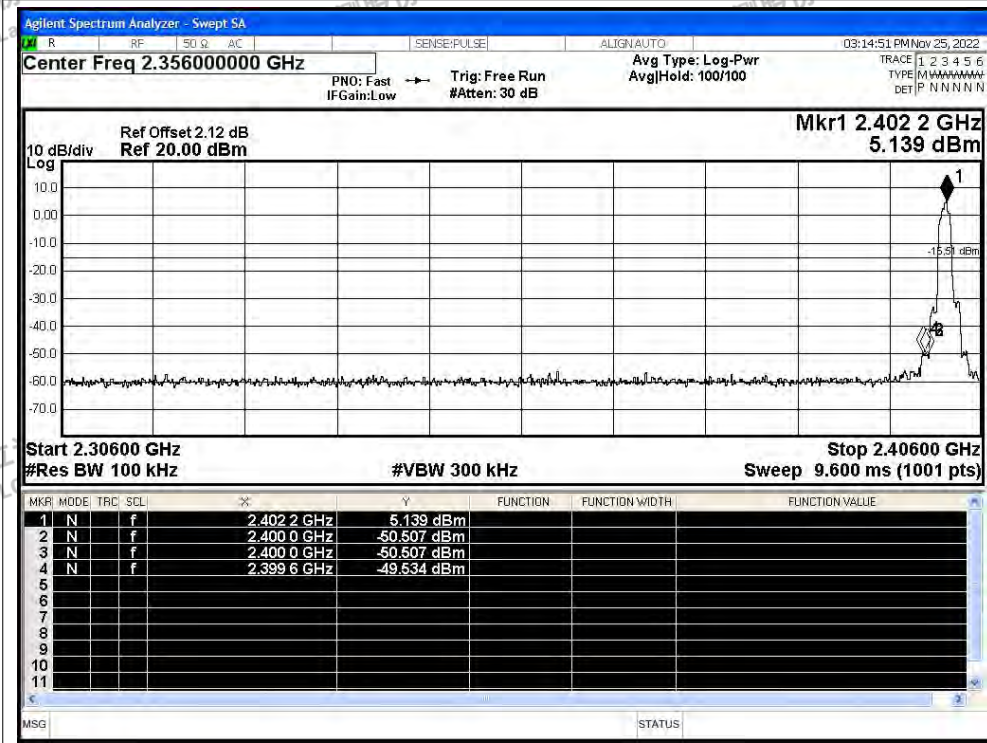 Agilent Spectrum Analyzer - Swept SA
R RF 50 Ω AC SENSE:PULSE ALIGN AUTO 03:14:51 PM Nov 25, 2022
Center Freq 2.356000000 GHz
PNO: Fast
IFGain:Low
Trig: Free Run
#Atten: 30 dB
Avg Type: Log-Pwr
Avg|Hold: 100/100
TRACE 1 2 3 4 5 6
TYPE M
DET P N N N N N
Mkr1 2.402 2 GHz
5.139 dBm
Ref Offset 2.12 dB
10 dB/div Ref 20.00 dBm
Log
10.0
0.00
-10.0
-20.0
-30.0
-40.0
-50.0
-60.0
-70.0
1
-15.51 dBm
Start 2.30600 GHz Stop 2.40600 GHz
#Res BW 100 kHz #VBW 300 kHz Sweep 9.600 ms (1001 pts)
MKR MODE TRC SCL X Y FUNCTION FUNCTION WIDTH FUNCTION VALUE
1 N f 2.402 2 GHz 5.139 dBm
2 N f 2.400 0 GHz -50.507 dBm
3 N f 2.400 0 GHz -50.507 dBm
4 N f 2.399 6 GHz -49.534 dBm
5
6
7
8
9
10
11
MSG STATUS